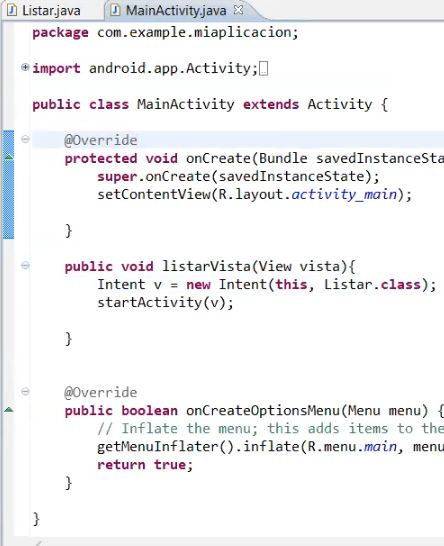 Listar.java MainActivity.java
package com.example.miaplicacion;
import android.app.Activity;
public class MainActivity extends Activity {
@Override
protected void onCreate(Bundle savedInstanceSta
super.onCreate(savedInstanceState);
setContentView(R.layout.activity_main);
}
public void listarVista(View vista){
Intent v = new Intent(this, Listar.class);
startActivity(v);
}
@Override
public boolean onCreateOptionsMenu(Menu menu) {
// Inflate the menu; this adds items to the
getMenuInflater().inflate(R.menu.main, menu
return true;
}
}